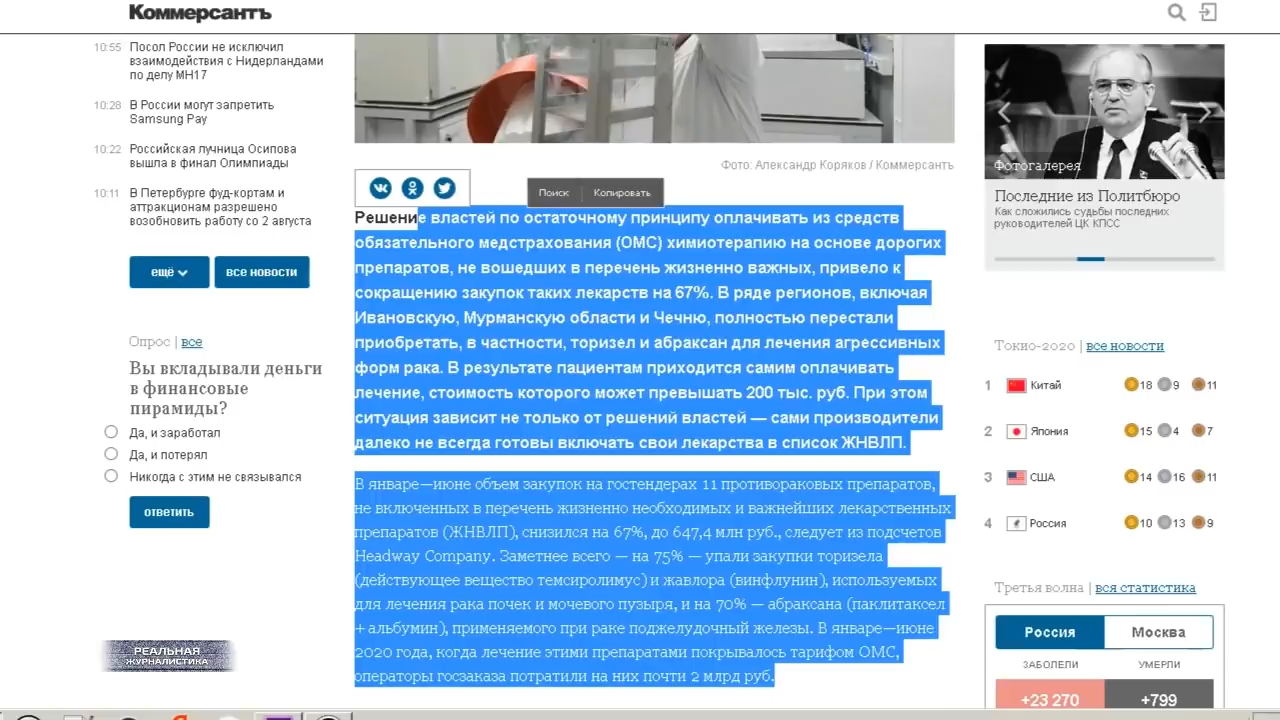 Коммерсантъ
10:55 Посол России не исключил
взаимодействия с Нидерландами
по делу MH17
10:28 В России могут запретить
Samsung Pay
10:22 Российская лучница Осипова
вышла в финал Олимпиады
10:11 В Петербурге фуд-кортам и
аттракционам разрешено
возобновить работу со 2 августа
ещё
все новости
Опрос | все
Вы вкладывали деньги
в финансовые
пирамиды?
Да, и заработал
Да, и потерял
Никогда с этим не связывался
ответить
РЕАЛЬНАЯ
ЖУРНАЛИСТИКА
Фото: Александр Коряков / Коммерсантъ
Поиск
Копировать
Решение властей по остаточному принципу оплачивать из средств
обязательного медстрахования (ОМС) химиотерапию на основе дорогих
препаратов, не вошедших в перечень жизненно важных, привело к
сокращению закупок таких лекарств на 67%. В ряде регионов, включая
Ивановскую, Мурманскую области и Чечню, полностью перестали
приобретать, в частности, торизел и абраксан для лечения агрессивных
форм рака. В результате пациентам приходится самим оплачивать
лечение, стоимость которого может превышать 200 тыс. руб. При этом
ситуация зависит не только от решений властей — сами производители
далеко не всегда готовы включать свои лекарства в список ЖНВЛП.
В январе—июне объем закупок на гостендерах 11 противораковых препаратов,
не включенных в перечень жизненно необходимых и важнейших лекарственных
препаратов (ЖНВЛП), снизился на 67%, до 647,4 млн руб., следует из подсчетов
Headway Company. Заметнее всего — на 75% — упали закупки торизела
(действующее вещество темсиролимус) и жавлора (винфлунин), используемых
для лечения рака почек и мочевого пузыря, и на 70% — абраксана (паклитаксел
+ альбумин), применяемого при раке поджелудочный железы. В январе—июне
2020 года, когда лечение этими препаратами покрывалось тарифом ОМС,
операторы госзаказа потратили на них почти 2 млрд руб.
Фотогалерея
Последние из Политбюро
Как сложились судьбы последних
руководителей ЦК КПСС
Токио-2020 | все новости
1 Китай 18 9 11
2 Япония 15 4 7
3 США 14 16 11
4 Россия 10 13 9
Третья волна | вся статистика
Россия Москва
ЗАБОЛЕЛИ УМЕРЛИ
+23 270 +799